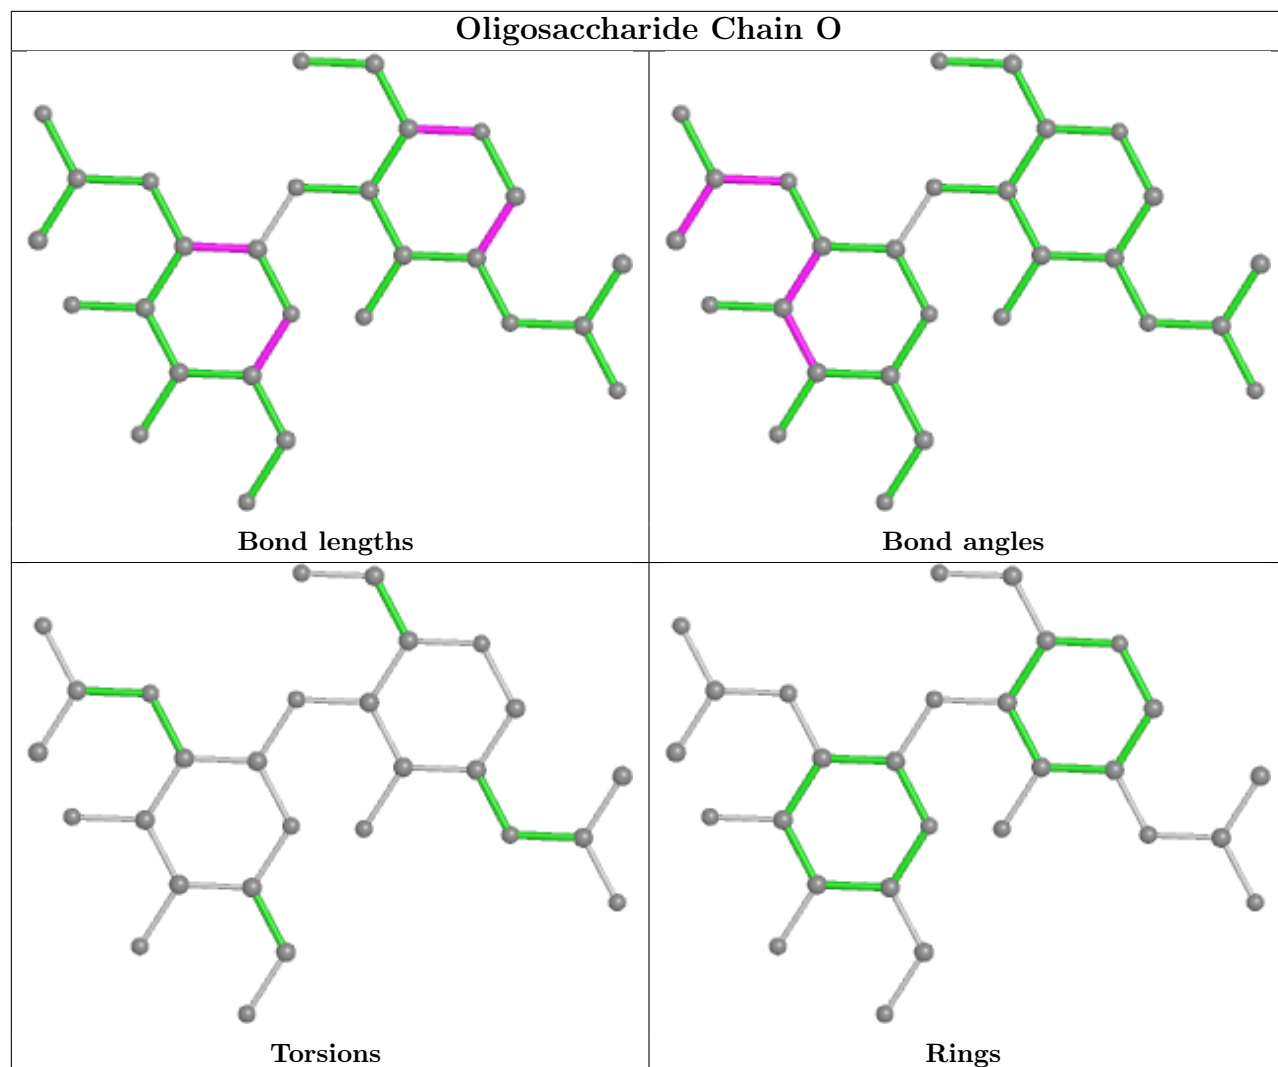 Oligosaccharide Chain O
Bond lengths
Bond angles
Torsions
Rings